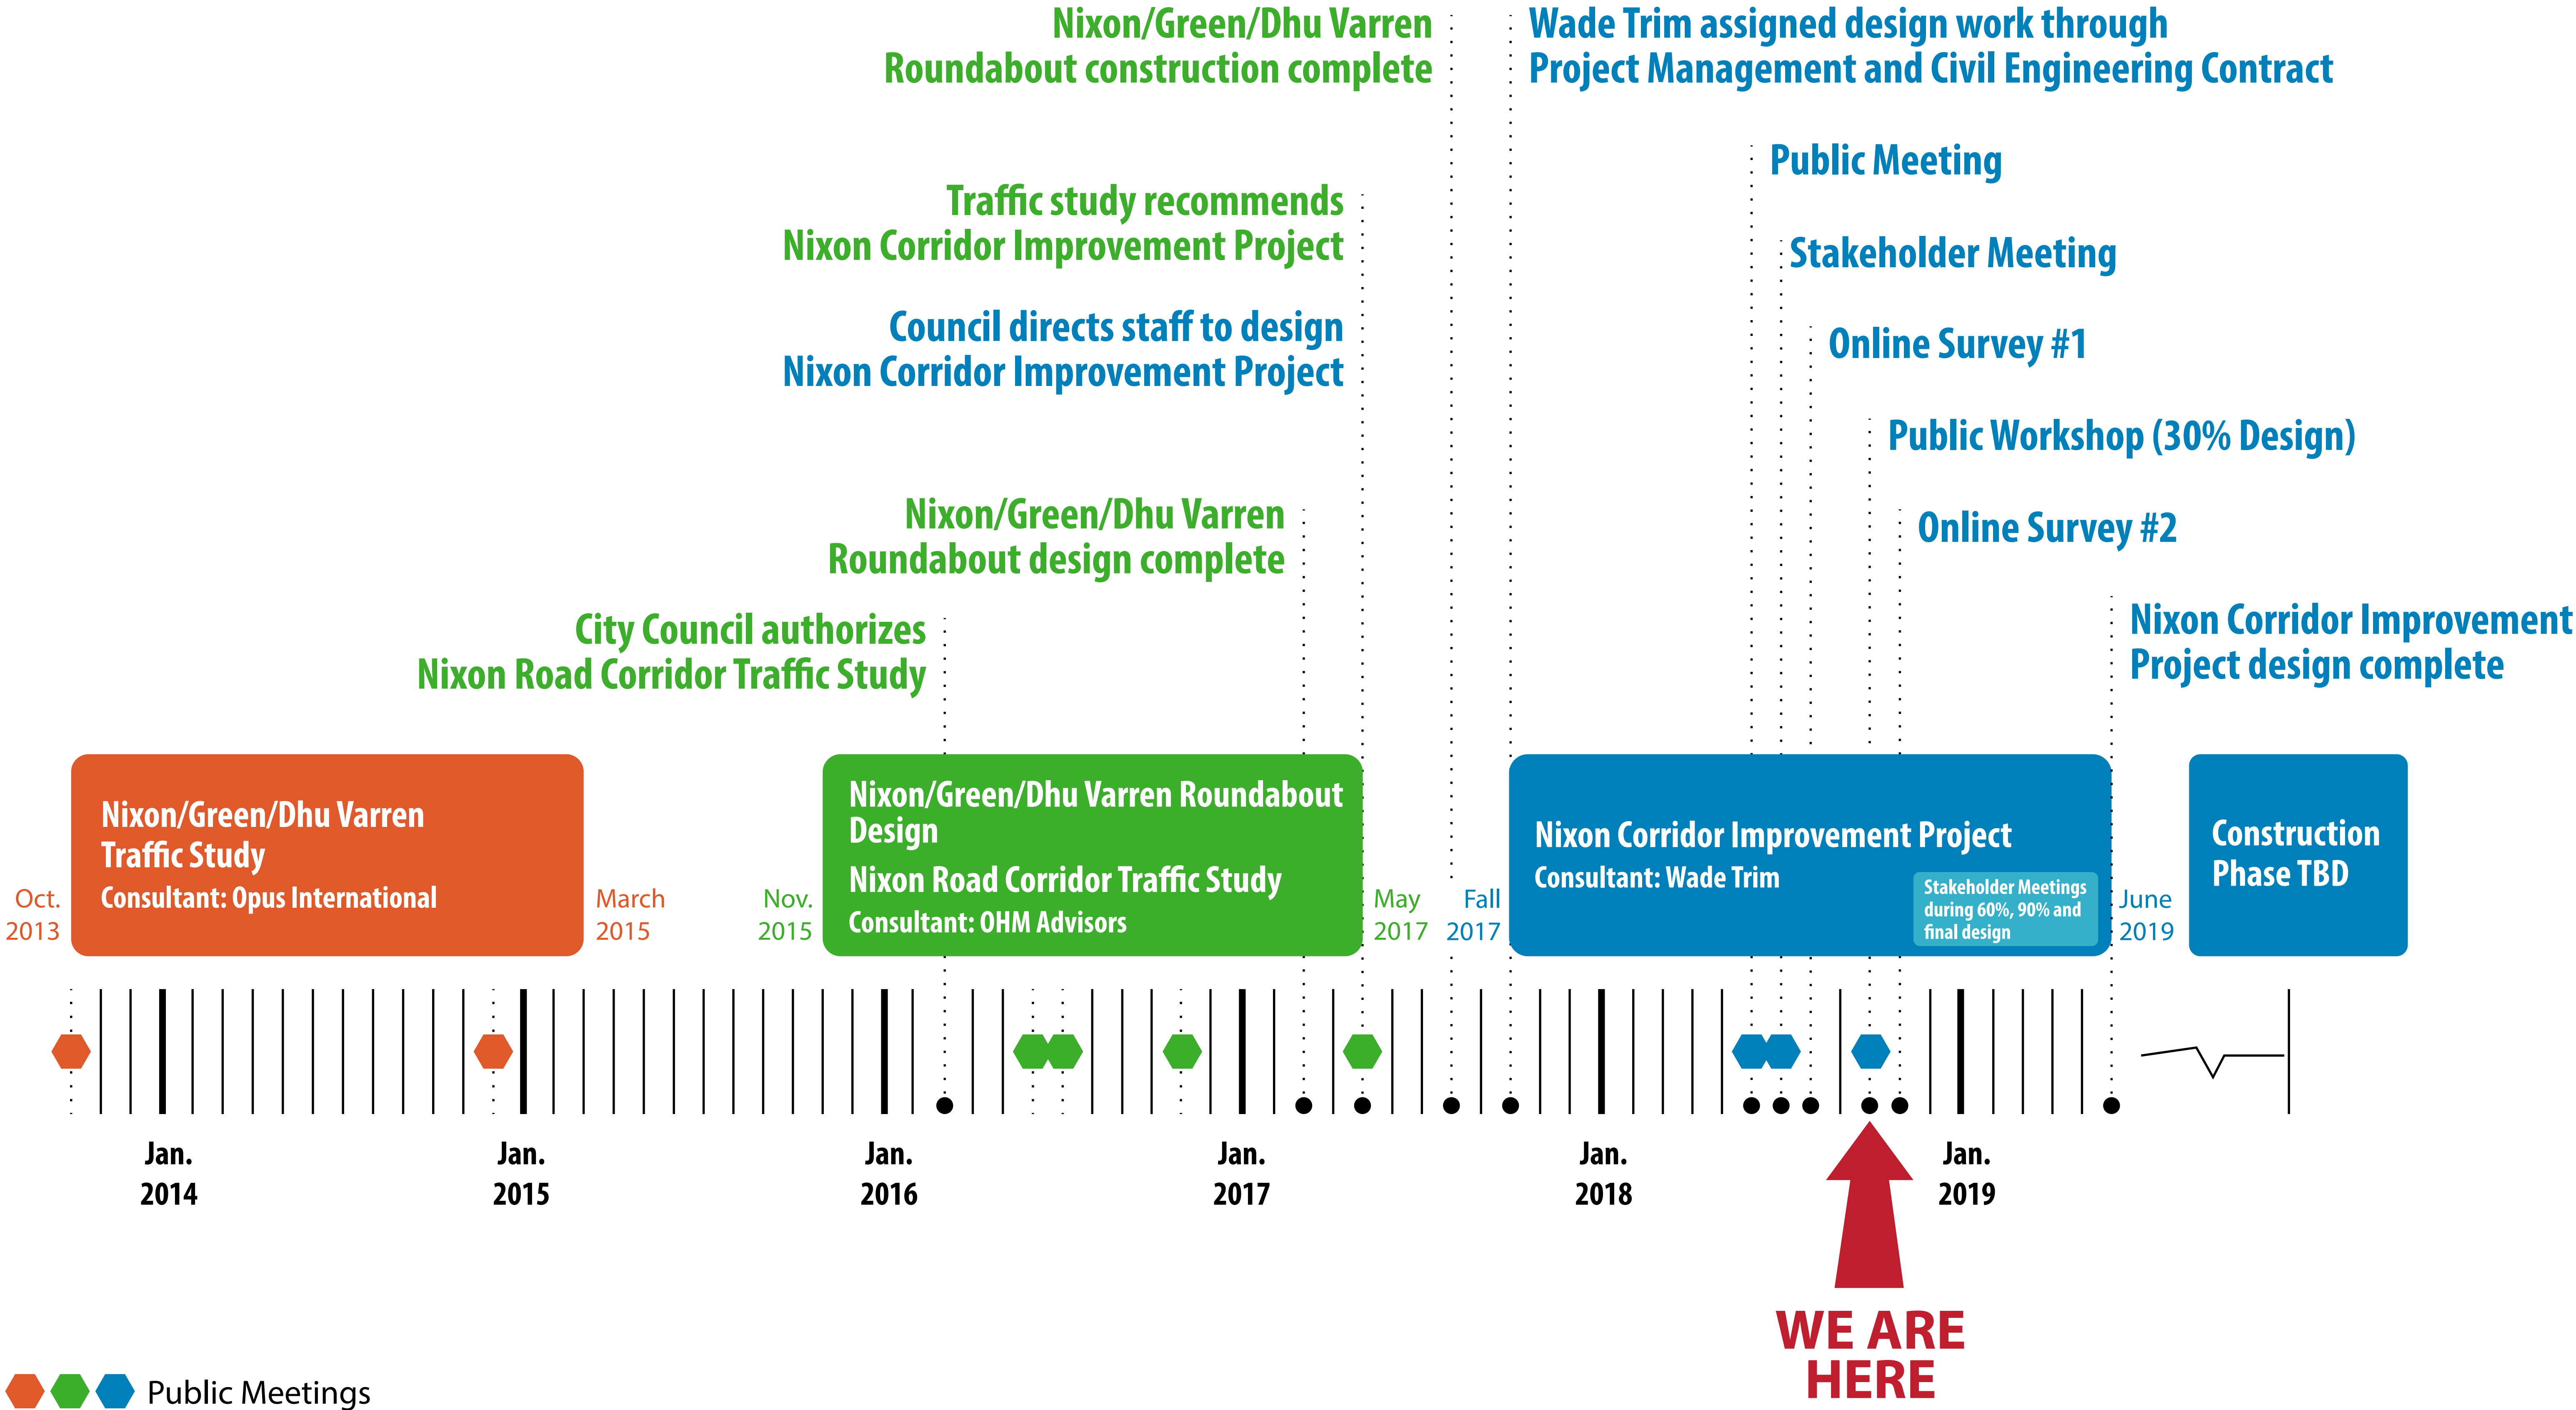 Nixon/Green/Dhu Varren
Roundabout construction complete
Wade Trim assigned design work through
Project Management and Civil Engineering Contract
Public Meeting
Traffic study recommends
Nixon Corridor Improvement Project
Stakeholder Meeting
Council directs staff to design
Nixon Corridor Improvement Project
Online Survey #1
Public Workshop (30% Design)
Nixon/Green/Dhu Varren
Roundabout design complete
Online Survey #2
City Council authorizes
Nixon Road Corridor Traffic Study
Nixon Corridor Improvement
Project design complete
Oct.
2013
Nixon/Green/Dhu Varren
Traffic Study
Consultant: Opus International
March
2015
Nov.
2015
Nixon/Green/Dhu Varren Roundabout
Design
Nixon Road Corridor Traffic Study
Consultant: OHM Advisors
May
2017
Fall
2017
Nixon Corridor Improvement Project
Consultant: Wade Trim
Stakeholder Meetings
during 60%, 90% and
final design
June
2019
Construction
Phase TBD
Jan.
2014
Jan.
2015
Jan.
2016
Jan.
2017
Jan.
2018
Jan.
2019
WE ARE
HERE
Public Meetings